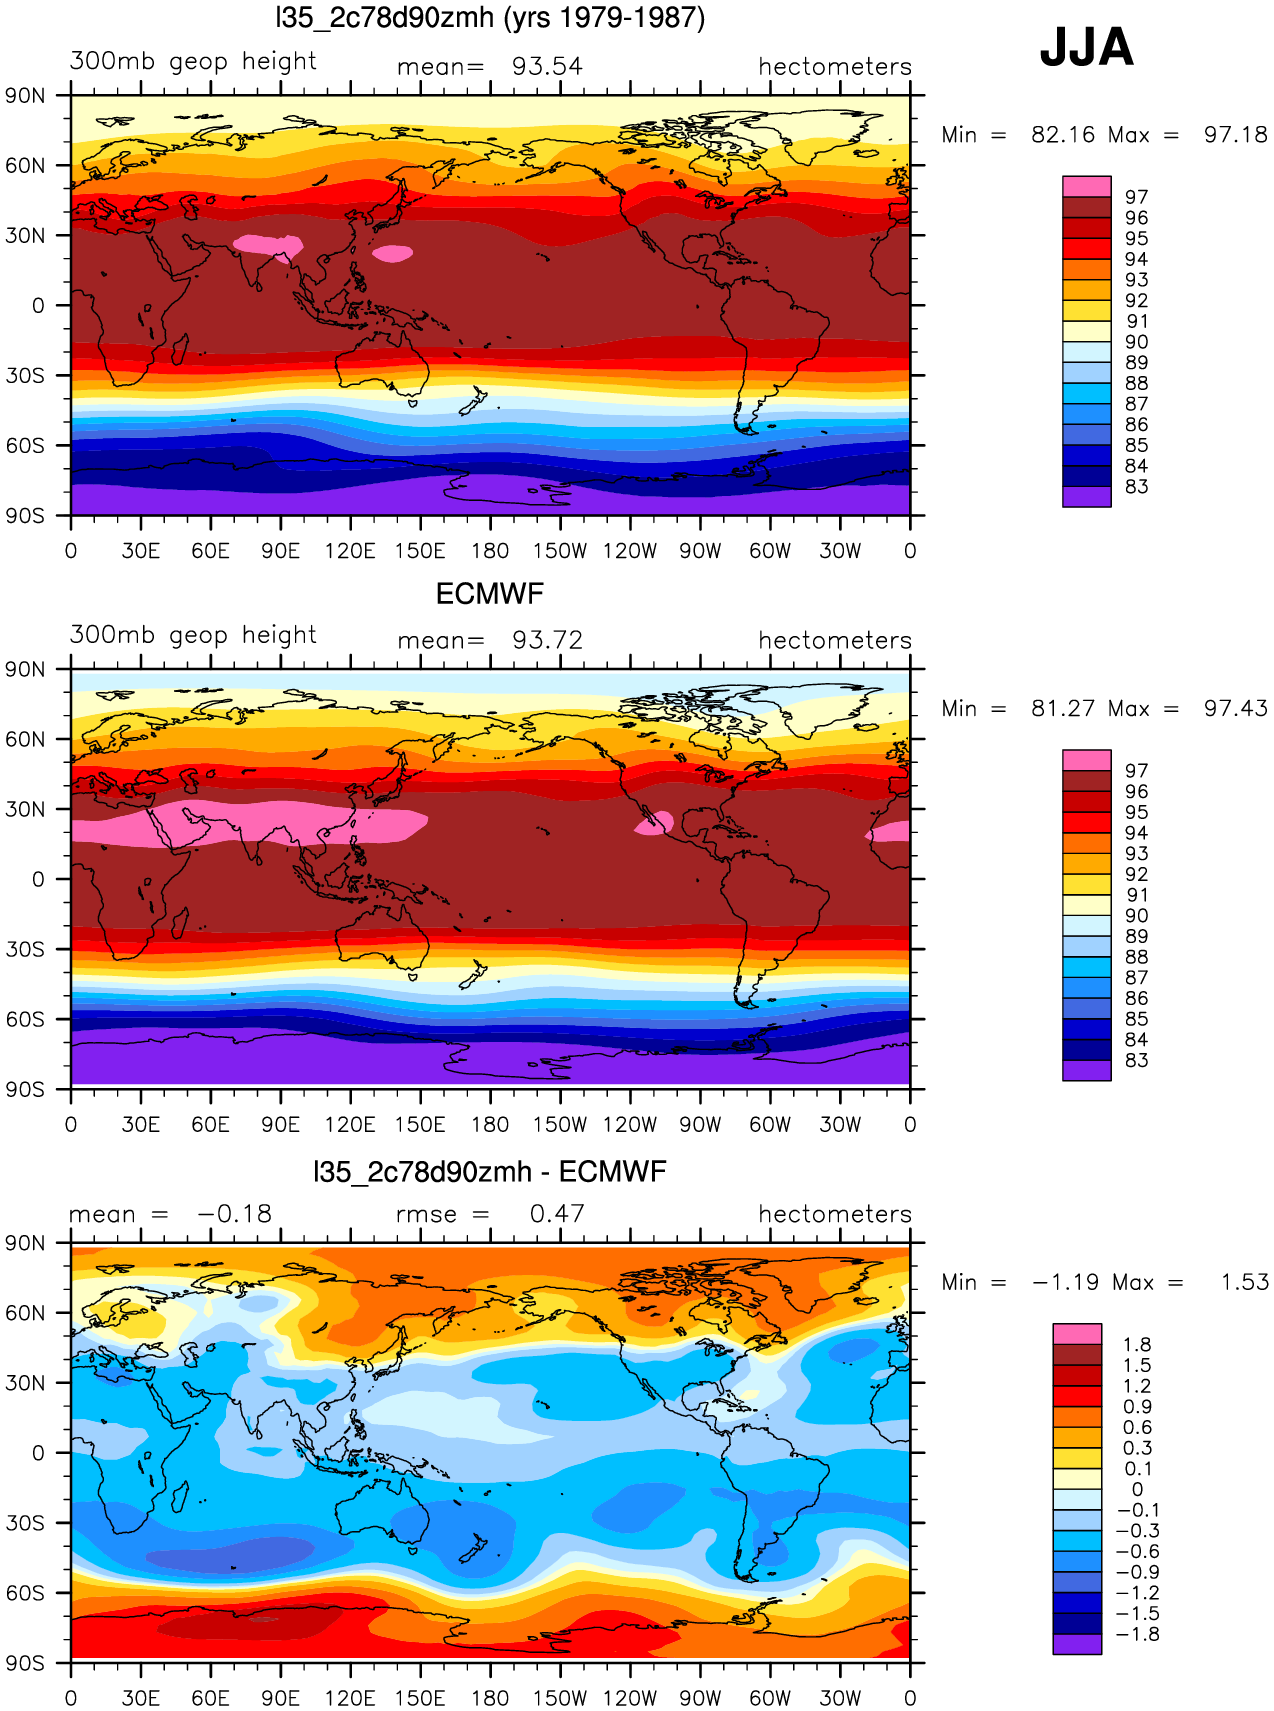 l35_2c78d90zmh (yrs 1979-1987)
JJA
300mb geop height mean= 93.54 hectometers
Min = 82.16 Max = 97.18
90N
60N
30N
0
30S
60S
90S
0 30E 60E 90E 120E 150E 180 150W 120W 90W 60W 30W 0
97
96
95
94
93
92
91
90
89
88
87
86
85
84
83
ECMWF
300mb geop height mean= 93.72 hectometers
Min = 81.27 Max = 97.43
90N
60N
30N
0
30S
60S
90S
0 30E 60E 90E 120E 150E 180 150W 120W 90W 60W 30W 0
97
96
95
94
93
92
91
90
89
88
87
86
85
84
83
l35_2c78d90zmh - ECMWF
mean = −0.18 rmse = 0.47 hectometers
Min = −1.19 Max = 1.53
90N
60N
30N
0
30S
60S
90S
0 30E 60E 90E 120E 150E 180 150W 120W 90W 60W 30W 0
1.8
1.5
1.2
0.9
0.6
0.3
0.1
0
−0.1
−0.3
−0.6
−0.9
−1.2
−1.5
−1.8